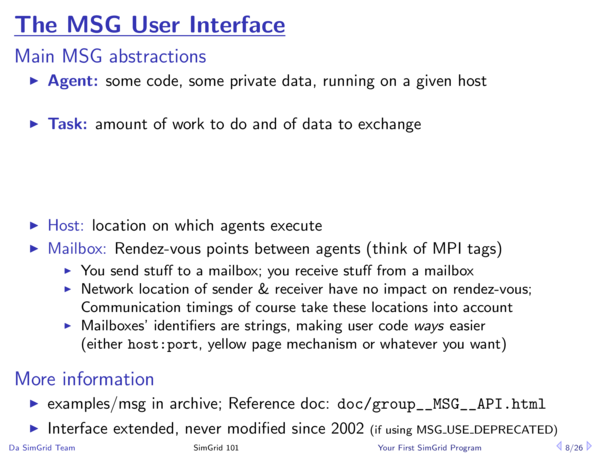 The MSG User Interface
Main MSG abstractions
▶ Agent: some code, some private data, running on a given host
▶ Task: amount of work to do and of data to exchange
▶ Host: location on which agents execute
▶ Mailbox: Rendez-vous points between agents (think of MPI tags)
▶ You send stuff to a mailbox; you receive stuff from a mailbox
▶ Network location of sender & receiver have no impact on rendez-vous;
Communication timings of course take these locations into account
▶ Mailboxes' identifiers are strings, making user code ways easier
(either host:port, yellow page mechanism or whatever you want)
More information
▶ examples/msg in archive; Reference doc: doc/group__MSG__API.html
▶ Interface extended, never modified since 2002 (if using MSG_USE_DEPRECATED)
Da SimGrid Team SimGrid 101 Your First SimGrid Program 8/26